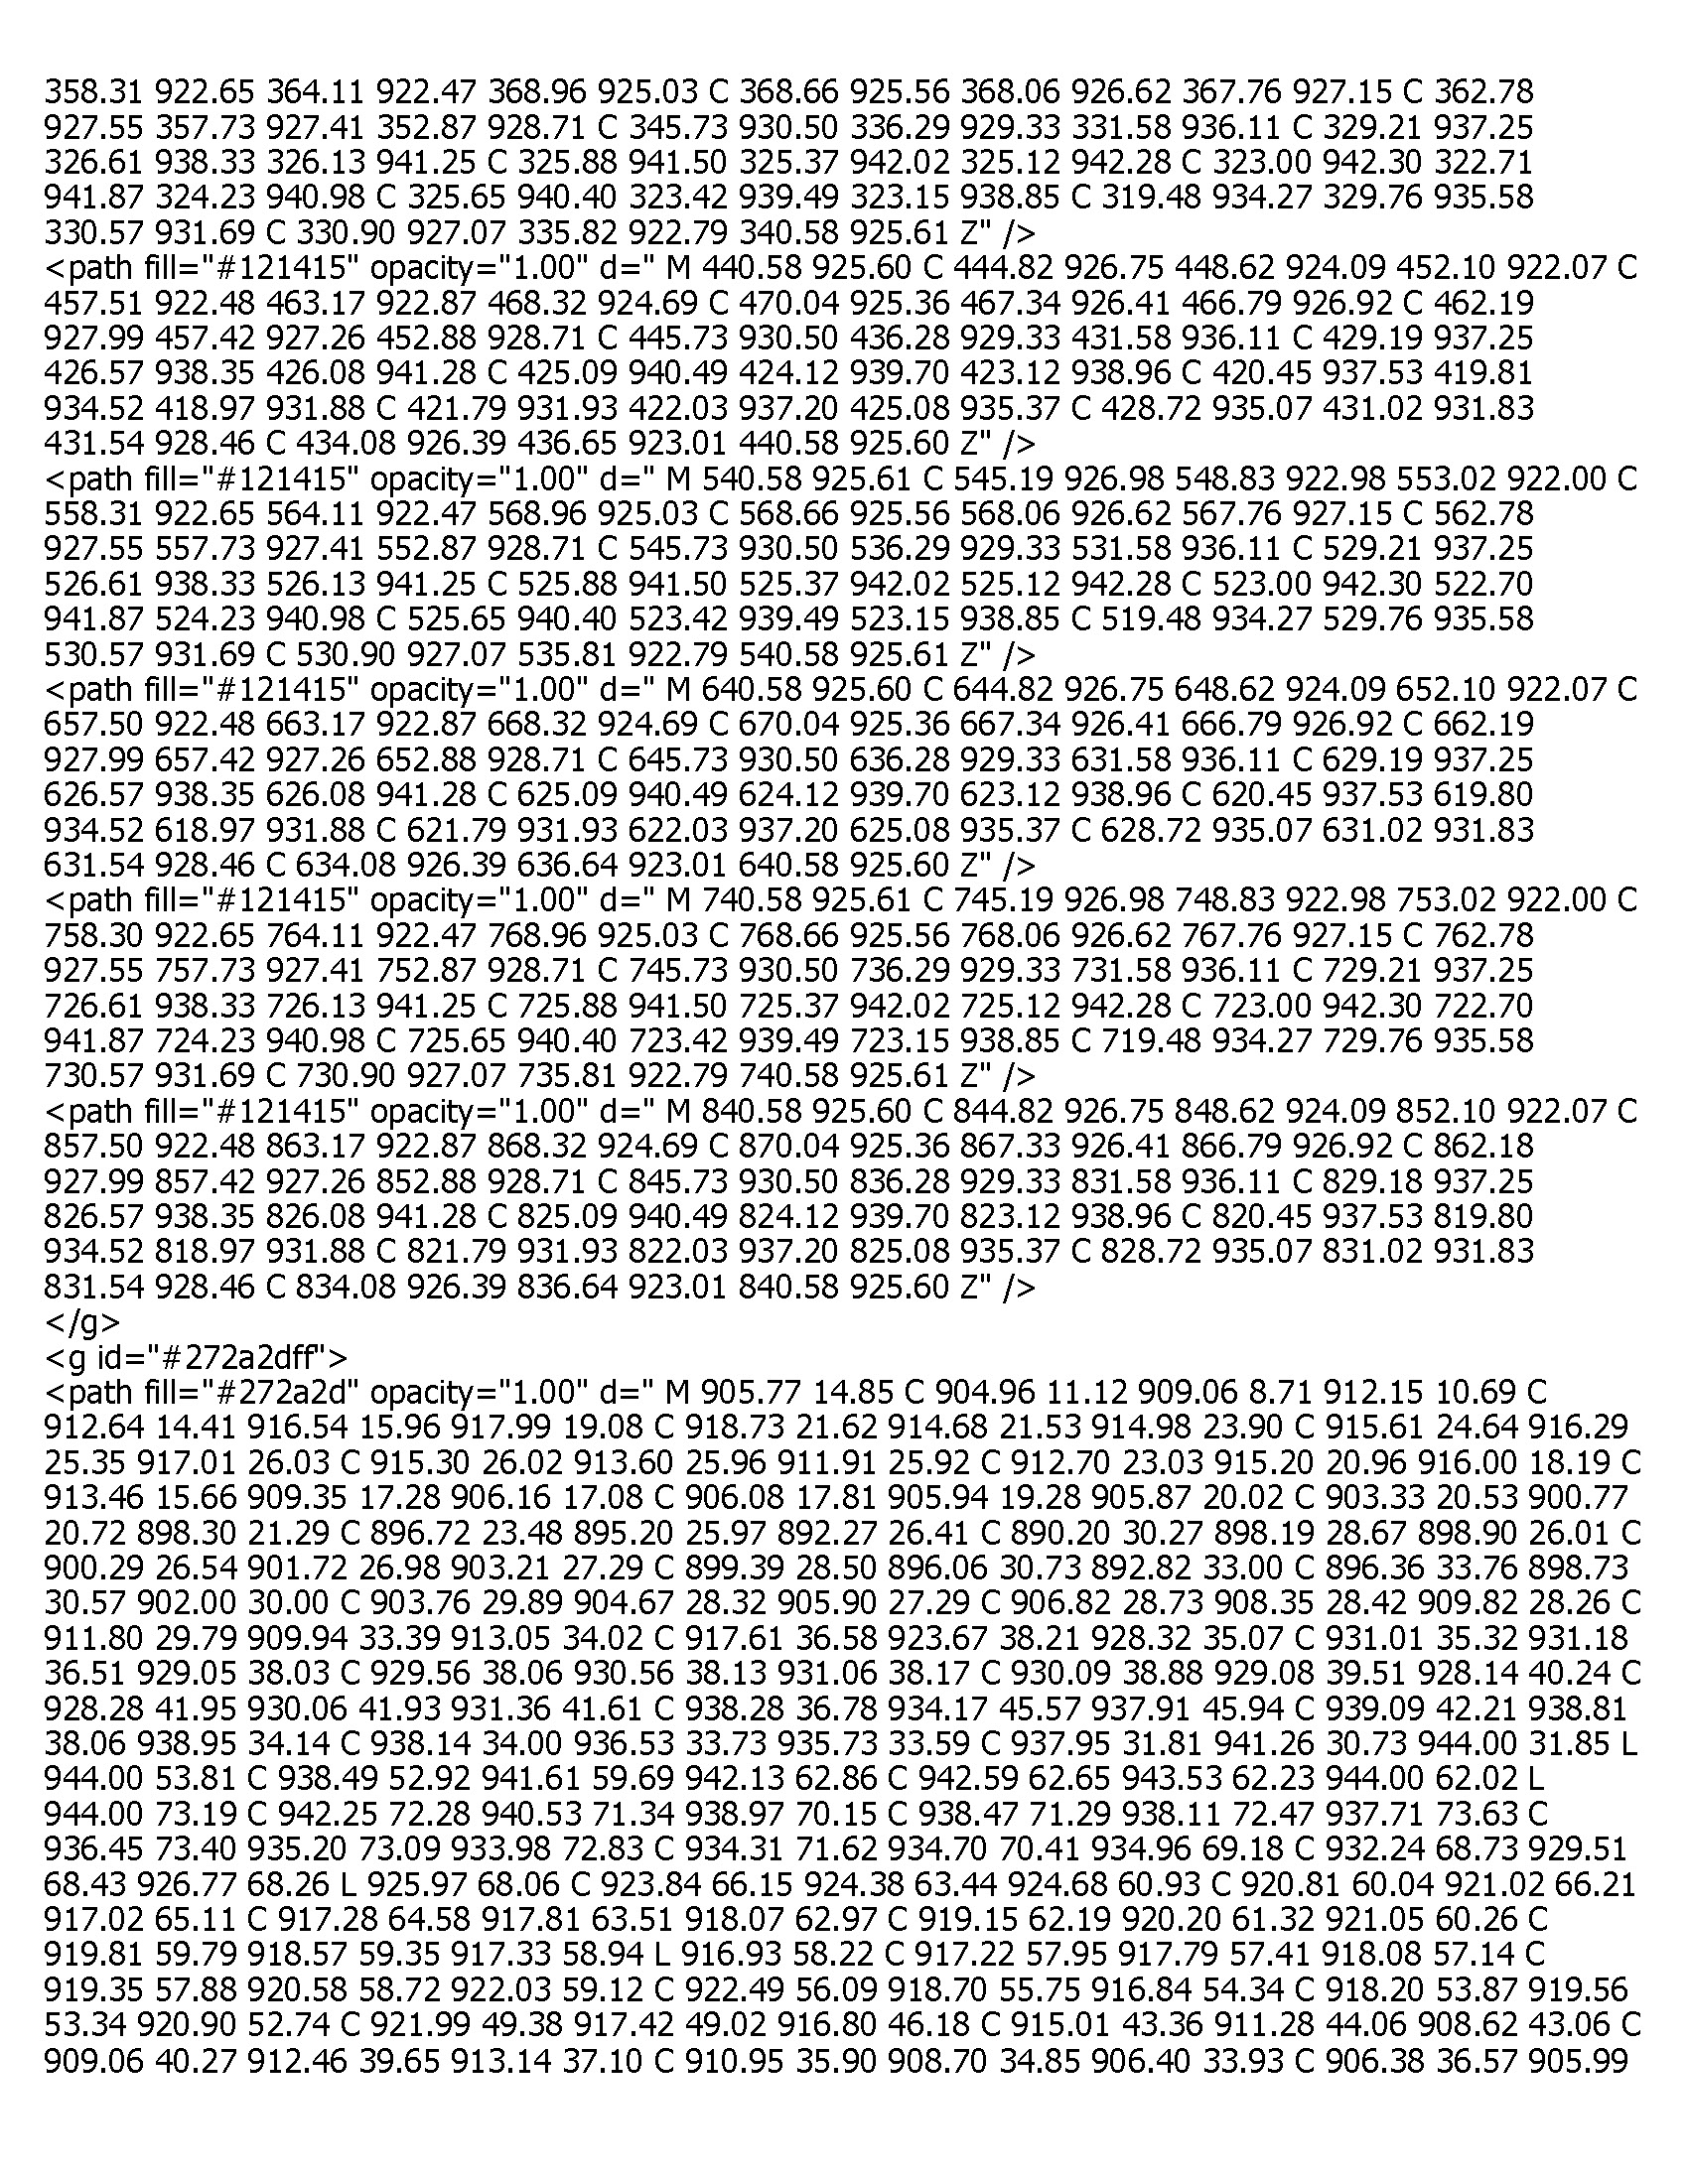 358.31 922.65 364.11 922.47 368.96 925.03 C 368.66 925.56 368.06 926.62 367.76 927.15 C 362.78
927.55 357.73 927.41 352.87 928.71 C 345.73 930.50 336.29 929.33 331.58 936.11 C 329.21 937.25
326.61 938.33 326.13 941.25 C 325.88 941.50 325.37 942.02 325.12 942.28 C 323.00 942.30 322.71
941.87 324.23 940.98 C 325.65 940.40 323.42 939.49 323.15 938.85 C 319.48 934.27 329.76 935.58
330.57 931.69 C 330.90 927.07 335.82 922.79 340.58 925.61 Z" />
<path fill="#121415" opacity="1.00" d=" M 440.58 925.60 C 444.82 926.75 448.62 924.09 452.10 922.07 C
457.51 922.48 463.17 922.87 468.32 924.69 C 470.04 925.36 467.34 926.41 466.79 926.92 C 462.19
927.99 457.42 927.26 452.88 928.71 C 445.73 930.50 436.28 929.33 431.58 936.11 C 429.19 937.25
426.57 938.35 426.08 941.28 C 425.09 940.49 424.12 939.70 423.12 938.96 C 420.45 937.53 419.81
934.52 418.97 931.88 C 421.79 931.93 422.03 937.20 425.08 935.37 C 428.72 935.07 431.02 931.83
431.54 928.46 C 434.08 926.39 436.65 923.01 440.58 925.60 Z" />
<path fill="#121415" opacity="1.00" d=" M 540.58 925.61 C 545.19 926.98 548.83 922.98 553.02 922.00 C
558.31 922.65 564.11 922.47 568.96 925.03 C 568.66 925.56 568.06 926.62 567.76 927.15 C 562.78
927.55 557.73 927.41 552.87 928.71 C 545.73 930.50 536.29 929.33 531.58 936.11 C 529.21 937.25
526.61 938.33 526.13 941.25 C 525.88 941.50 525.37 942.02 525.12 942.28 C 523.00 942.30 522.70
941.87 524.23 940.98 C 525.65 940.40 523.42 939.49 523.15 938.85 C 519.48 934.27 529.76 935.58
530.57 931.69 C 530.90 927.07 535.81 922.79 540.58 925.61 Z" />
<path fill="#121415" opacity="1.00" d=" M 640.58 925.60 C 644.82 926.75 648.62 924.09 652.10 922.07 C
657.50 922.48 663.17 922.87 668.32 924.69 C 670.04 925.36 667.34 926.41 666.79 926.92 C 662.19
927.99 657.42 927.26 652.88 928.71 C 645.73 930.50 636.28 929.33 631.58 936.11 C 629.19 937.25
626.57 938.35 626.08 941.28 C 625.09 940.49 624.12 939.70 623.12 938.96 C 620.45 937.53 619.80
934.52 618.97 931.88 C 621.79 931.93 622.03 937.20 625.08 935.37 C 628.72 935.07 631.02 931.83
631.54 928.46 C 634.08 926.39 636.64 923.01 640.58 925.60 Z" />
<path fill="#121415" opacity="1.00" d=" M 740.58 925.61 C 745.19 926.98 748.83 922.98 753.02 922.00 C
758.30 922.65 764.11 922.47 768.96 925.03 C 768.66 925.56 768.06 926.62 767.76 927.15 C 762.78
927.55 757.73 927.41 752.87 928.71 C 745.73 930.50 736.29 929.33 731.58 936.11 C 729.21 937.25
726.61 938.33 726.13 941.25 C 725.88 941.50 725.37 942.02 725.12 942.28 C 723.00 942.30 722.70
941.87 724.23 940.98 C 725.65 940.40 723.42 939.49 723.15 938.85 C 719.48 934.27 729.76 935.58
730.57 931.69 C 730.90 927.07 735.81 922.79 740.58 925.61 Z" />
<path fill="#121415" opacity="1.00" d=" M 840.58 925.60 C 844.82 926.75 848.62 924.09 852.10 922.07 C
857.50 922.48 863.17 922.87 868.32 924.69 C 870.04 925.36 867.33 926.41 866.79 926.92 C 862.18
927.99 857.42 927.26 852.88 928.71 C 845.73 930.50 836.28 929.33 831.58 936.11 C 829.18 937.25
826.57 938.35 826.08 941.28 C 825.09 940.49 824.12 939.70 823.12 938.96 C 820.45 937.53 819.80
934.52 818.97 931.88 C 821.79 931.93 822.03 937.20 825.08 935.37 C 828.72 935.07 831.02 931.83
831.54 928.46 C 834.08 926.39 836.64 923.01 840.58 925.60 Z" />
</g>
<g id="#272a2dff">
<path fill="#272a2d" opacity="1.00" d=" M 905.77 14.85 C 904.96 11.12 909.06 8.71 912.15 10.69 C
912.64 14.41 916.54 15.96 917.99 19.08 C 918.73 21.62 914.68 21.53 914.98 23.90 C 915.61 24.64 916.29
25.35 917.01 26.03 C 915.30 26.02 913.60 25.96 911.91 25.92 C 912.70 23.03 915.20 20.96 916.00 18.19 C
913.46 15.66 909.35 17.28 906.16 17.08 C 906.08 17.81 905.94 19.28 905.87 20.02 C 903.33 20.53 900.77
20.72 898.30 21.29 C 896.72 23.48 895.20 25.97 892.27 26.41 C 890.20 30.27 898.19 28.67 898.90 26.01 C
900.29 26.54 901.72 26.98 903.21 27.29 C 899.39 28.50 896.06 30.73 892.82 33.00 C 896.36 33.76 898.73
30.57 902.00 30.00 C 903.76 29.89 904.67 28.32 905.90 27.29 C 906.82 28.73 908.35 28.42 909.82 28.26 C
911.80 29.79 909.94 33.39 913.05 34.02 C 917.61 36.58 923.67 38.21 928.32 35.07 C 931.01 35.32 931.18
36.51 929.05 38.03 C 929.56 38.06 930.56 38.13 931.06 38.17 C 930.09 38.88 929.08 39.51 928.14 40.24 C
928.28 41.95 930.06 41.93 931.36 41.61 C 938.28 36.78 934.17 45.57 937.91 45.94 C 939.09 42.21 938.81
38.06 938.95 34.14 C 938.14 34.00 936.53 33.73 935.73 33.59 C 937.95 31.81 941.26 30.73 944.00 31.85 L
944.00 53.81 C 938.49 52.92 941.61 59.69 942.13 62.86 C 942.59 62.65 943.53 62.23 944.00 62.02 L
944.00 73.19 C 942.25 72.28 940.53 71.34 938.97 70.15 C 938.47 71.29 938.11 72.47 937.71 73.63 C
936.45 73.40 935.20 73.09 933.98 72.83 C 934.31 71.62 934.70 70.41 934.96 69.18 C 932.24 68.73 929.51
68.43 926.77 68.26 L 925.97 68.06 C 923.84 66.15 924.38 63.44 924.68 60.93 C 920.81 60.04 921.02 66.21
917.02 65.11 C 917.28 64.58 917.81 63.51 918.07 62.97 C 919.15 62.19 920.20 61.32 921.05 60.26 C
919.81 59.79 918.57 59.35 917.33 58.94 L 916.93 58.22 C 917.22 57.95 917.79 57.41 918.08 57.14 C
919.35 57.88 920.58 58.72 922.03 59.12 C 922.49 56.09 918.70 55.75 916.84 54.34 C 918.20 53.87 919.56
53.34 920.90 52.74 C 921.99 49.38 917.42 49.02 916.80 46.18 C 915.01 43.36 911.28 44.06 908.62 43.06 C
909.06 40.27 912.46 39.65 913.14 37.10 C 910.95 35.90 908.70 34.85 906.40 33.93 C 906.38 36.57 905.99